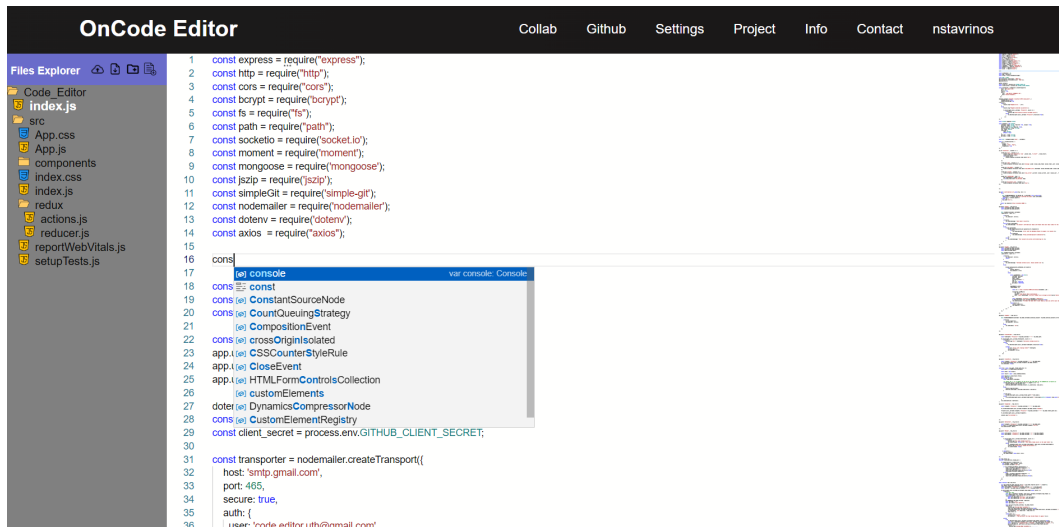 OnCode Editor
Collab Github Settings Project Info Contact nstavrinos
Files Explorer
Code_Editor
index.js
src
App.css
App.js
components
index.css
index.js
redux
actions.js
reducer.js
reportWebVitals.js
setupTests.js
1 const express = require("express");
2 const http = require("http");
3 const cors = require("cors");
4 const bcrypt = require('bcrypt');
5 const fs = require("fs");
6 const path = require("path");
7 const socketio = require('socket.io');
8 const moment = require("moment");
9 const mongoose = require('mongoose');
10 const jszip = require('jszip');
11 const simpleGit = require('simple-git');
12 const nodemailer = require('nodemailer');
13 const dotenv = require('dotenv');
14 const axios = require("axios");
15
16 cons
17 console var console: Console
18 cons const
19 cons ConstantSourceNode
20 cons CountQueuingStrategy
21 CompositionEvent
22 cons crossOriginIsolated
23 app.u CSSCounterStyleRule
24 app.u CloseEvent
25 app.u HTMLFormControlsCollection
26 customElements
27 doter DynamicsCompressorNode
28 cons CustomElementRegistry
29 const client_secret = process.env.GITHUB_CLIENT_SECRET;
30
31 const transporter = nodemailer.createTransport({
32 host: 'smtp.gmail.com',
33 port: 465,
34 secure: true,
35 auth: {
36 user: 'code.editor.uth@gmail.com'